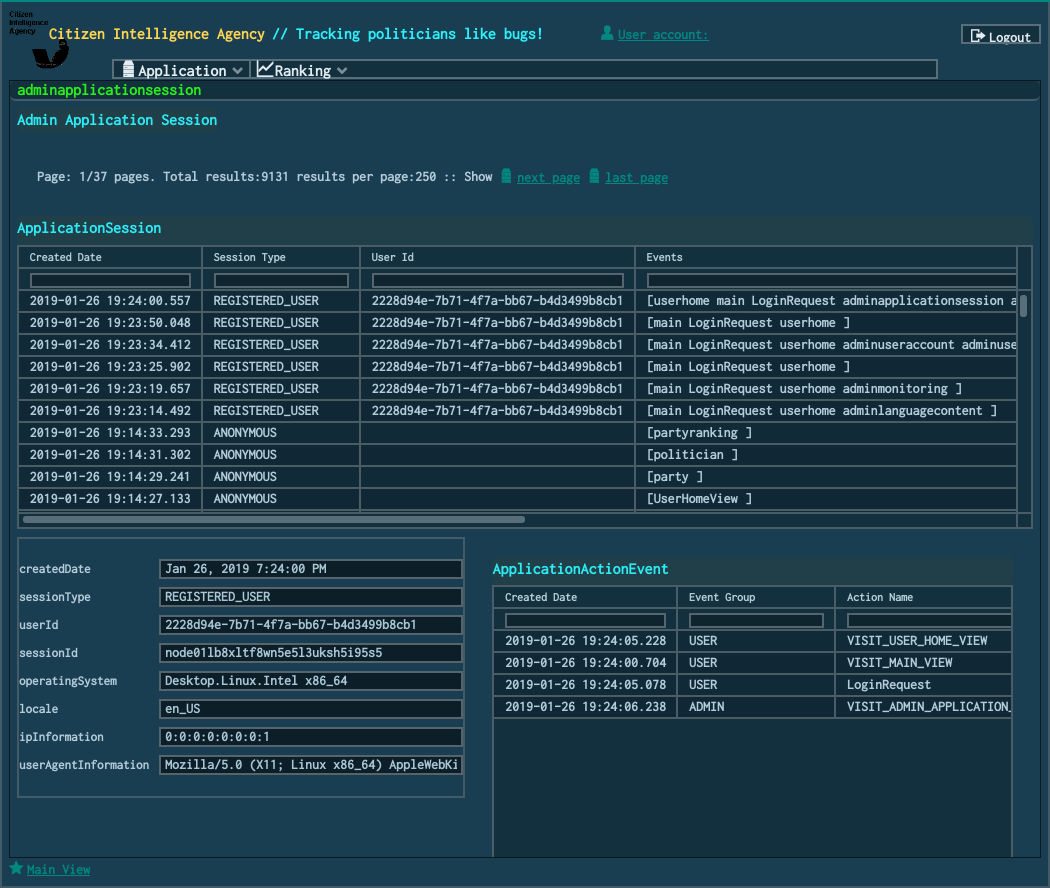 Citizen
Intelligence
Agency
Citizen Intelligence Agency // Tracking politicians like bugs!
User account:
Logout
Application Ranking
adminapplicationsession
Admin Application Session
Page: 1/37 pages. Total results:9131 results per page:250 :: Show next page last page
ApplicationSession
Created Date Session Type User Id Events
2019-01-26 19:24:00.557 REGISTERED_USER 2228d94e-7b71-4f7a-bb67-b4d3499b8cb1 [userhome main LoginRequest adminapplicationsession a
2019-01-26 19:23:50.048 REGISTERED_USER 2228d94e-7b71-4f7a-bb67-b4d3499b8cb1 [main LoginRequest userhome ]
2019-01-26 19:23:34.412 REGISTERED_USER 2228d94e-7b71-4f7a-bb67-b4d3499b8cb1 [main LoginRequest userhome adminuseraccount adminuse
2019-01-26 19:23:25.902 REGISTERED_USER 2228d94e-7b71-4f7a-bb67-b4d3499b8cb1 [main LoginRequest userhome ]
2019-01-26 19:23:19.657 REGISTERED_USER 2228d94e-7b71-4f7a-bb67-b4d3499b8cb1 [main LoginRequest userhome adminmonitoring ]
2019-01-26 19:23:14.492 REGISTERED_USER 2228d94e-7b71-4f7a-bb67-b4d3499b8cb1 [main LoginRequest userhome adminlanguagecontent ]
2019-01-26 19:14:33.293 ANONYMOUS [partyranking ]
2019-01-26 19:14:31.302 ANONYMOUS [politician ]
2019-01-26 19:14:29.241 ANONYMOUS [party ]
2019-01-26 19:14:27.133 ANONYMOUS [UserHomeView ]
createdDate Jan 26, 2019 7:24:00 PM
sessionType REGISTERED_USER
userId 2228d94e-7b71-4f7a-bb67-b4d3499b8cb1
sessionId node01lb8xltf8wn5e5l3uksh5i95s5
operatingSystem Desktop.Linux.Intel x86_64
locale en_US
ipInformation 0:0:0:0:0:0:0:1
userAgentInformation Mozilla/5.0 (X11; Linux x86_64) AppleWebKi
ApplicationActionEvent
Created Date Event Group Action Name
2019-01-26 19:24:05.228 USER VISIT_USER_HOME_VIEW
2019-01-26 19:24:00.704 USER VISIT_MAIN_VIEW
2019-01-26 19:24:05.078 USER LoginRequest
2019-01-26 19:24:06.238 ADMIN VISIT_ADMIN_APPLICATION_
Main View